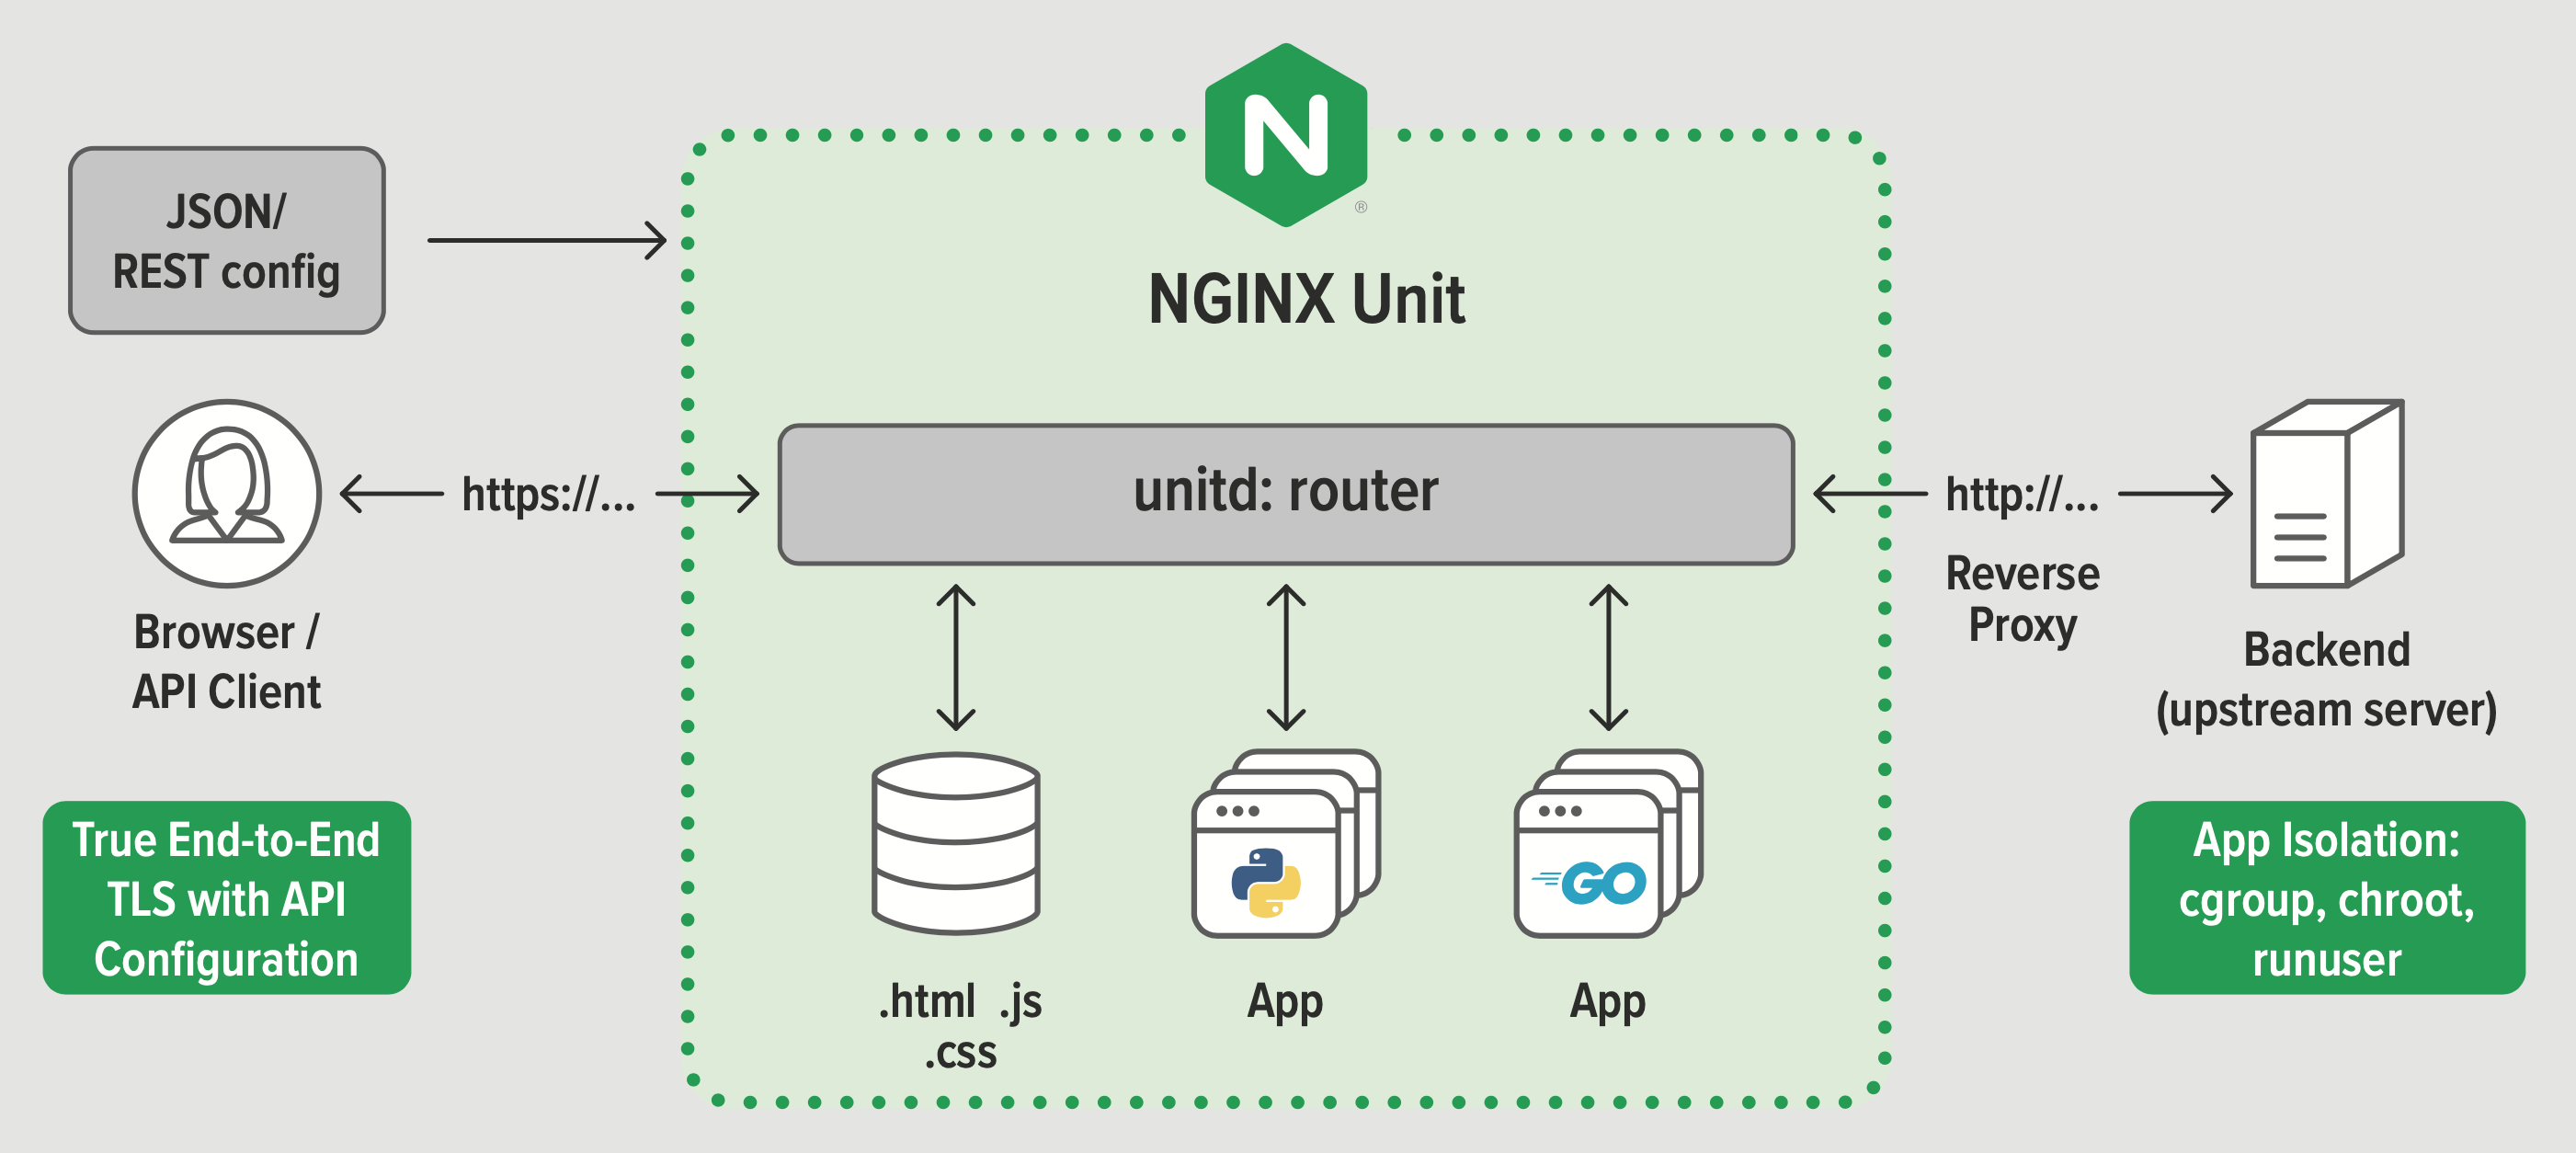 N
®
JSON/
REST config
NGINX Unit
https://...
unitd: router
http://...
Reverse
Proxy
Browser /
API Client
Backend
(upstream server)
True End-to-End
TLS with API
Configuration
GO
App Isolation:
cgroup, chroot,
runuser
.html .js
.css
App
App